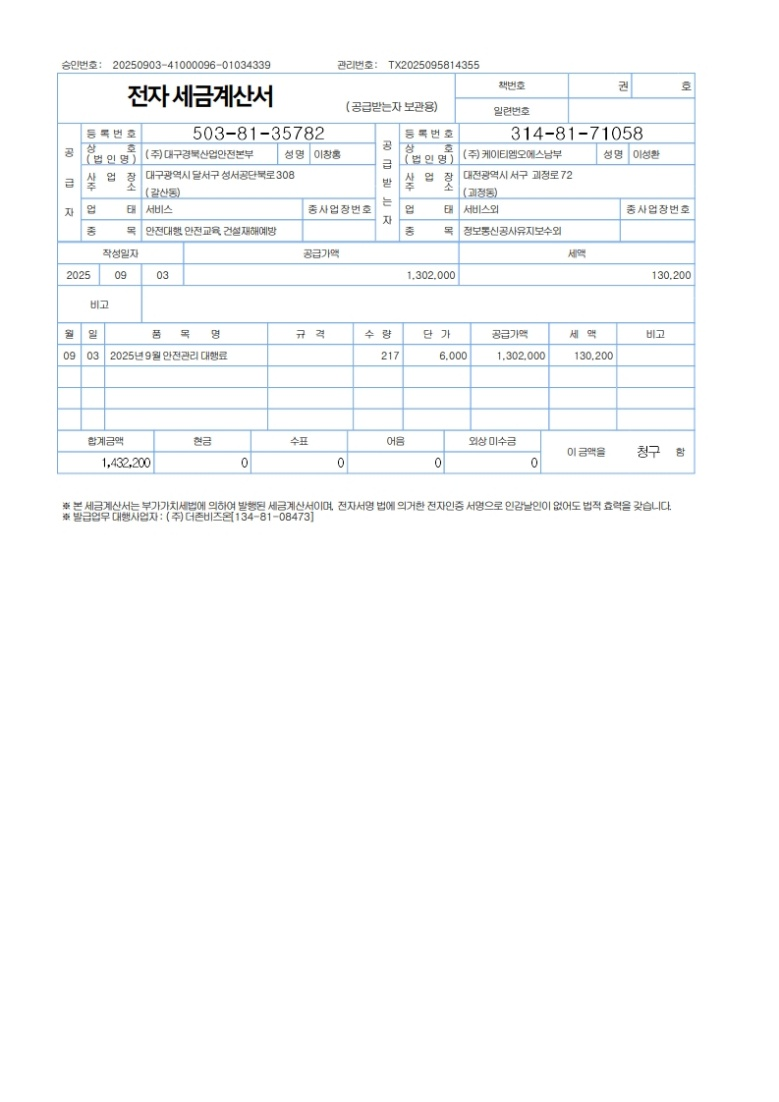 승인번호 : 20250903-41000096-01034339 관리번호 : TX2025095814355
전자 세금계산서 (공급받는자 보관용) 책번호 권 호
일련번호
공급자 등록번호 503-81-35782 공급받는자 등록번호 314-81-71058
상호(법인명) (주)대구경북산업안전본부 성명 이창홍 상호(법인명) (주)케이티엠오에스남부 성명 이성환
사업장주소 대구광역시 달서구 성서공단북로 308 (갈산동) 사업장주소 대전광역시 서구 괴정로 72 (괴정동)
업태 서비스 종사업장번호 업태 서비스외 종사업장번호
종목 안전대행, 안전교육, 건설재해예방 종목 정보통신공사유지보수외
작성일자 공급가액 세액
2025 09 03 1,302,000 130,200
비고
월 일 품목명 규격 수량 단가 공급가액 세액 비고
09 03 2025년 9월 안전관리 대행료 217 6,000 1,302,000 130,200
합계금액 현금 수표 어음 외상 미수금 이 금액을 청구 함
1,432,200 0 0 0 0
※ 본 세금계산서는 부가가치세법에 의하여 발행된 세금계산서이며, 전자서명 법에 의거한 전자인증 서명으로 인감날인이 없어도 법적 효력을 갖습니다.
※ 발급업무 대행사업자 : (주)더존비즈온[134-81-08473]